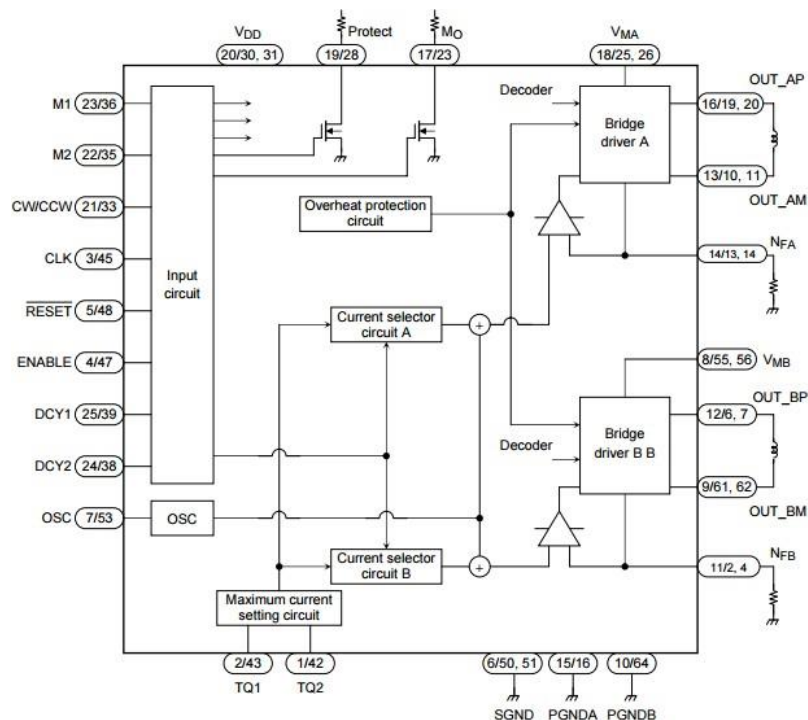 VDD
Protect
MO
VMA
20/30, 31
19/28
17/23
18/25, 26
OUT_AP
M1
23/36
Decoder
16/19, 20
Bridge
driver A
M2
22/35
13/10, 11
OUT_AM
CW/CCW
21/33
Overheat protection
circuit
NFA
14/13, 14
CLK
3/45
Input
circuit
RESET
5/48
Current selector
circuit A
+
ENABLE
4/47
8/55, 56
VMB
OUT_BP
DCY1
25/39
12/6, 7
Bridge
driver B B
Decoder
DCY2
24/38
9/61, 62
OUT_BM
OSC
7/53
OSC
NFB
Current selector
circuit B
+
11/2, 4
Maximum current
setting circuit
2/43
1/42
6/50, 51
15/16
10/64
TQ1
TQ2
SGND
PGNDA
PGNDB